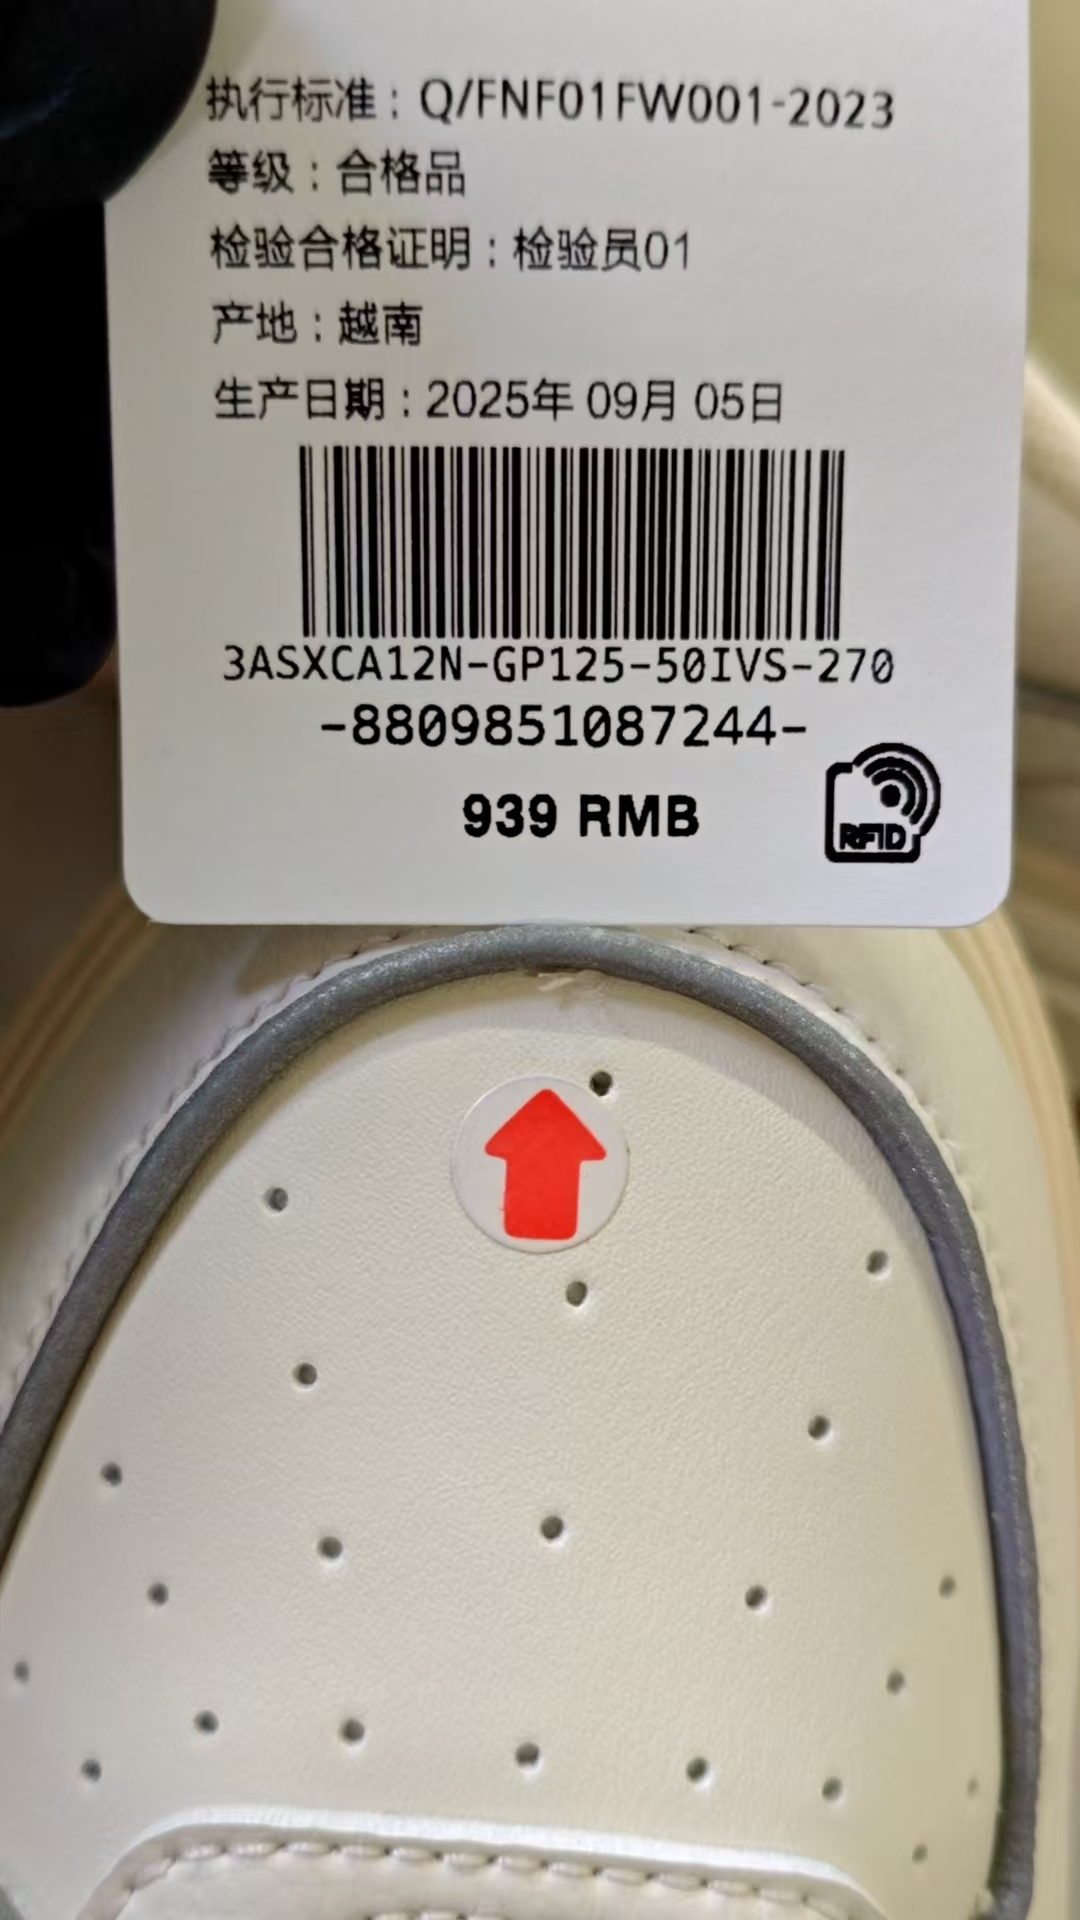 执行标准：Q/FNF01FW001-2023
等级：合格品
检验合格证明：检验员01
产地：越南
生产日期：2025年 09月 05日
3ASXCA12N-GP125-50IVS-270
-8809851087244-
939 RMB
RFID